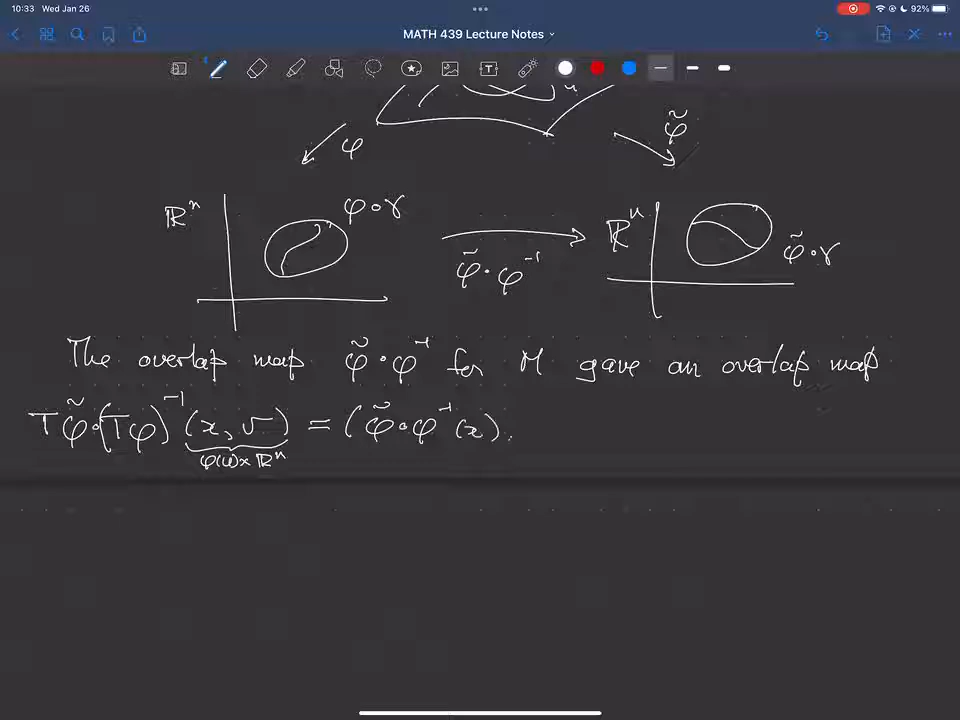 10:33 Wed Jan 26
92%
MATH 439 Lecture Notes
φ
φ̃
ℝⁿ
φ∘γ
φ̃∘φ⁻¹
ℝⁿ
φ̃∘γ
The overlap map φ̃∘φ⁻¹ for M gave an overlap map
Tφ̃∘(Tφ)⁻¹(x, v) = (φ̃∘φ⁻¹(x),
φ(U)×ℝⁿ